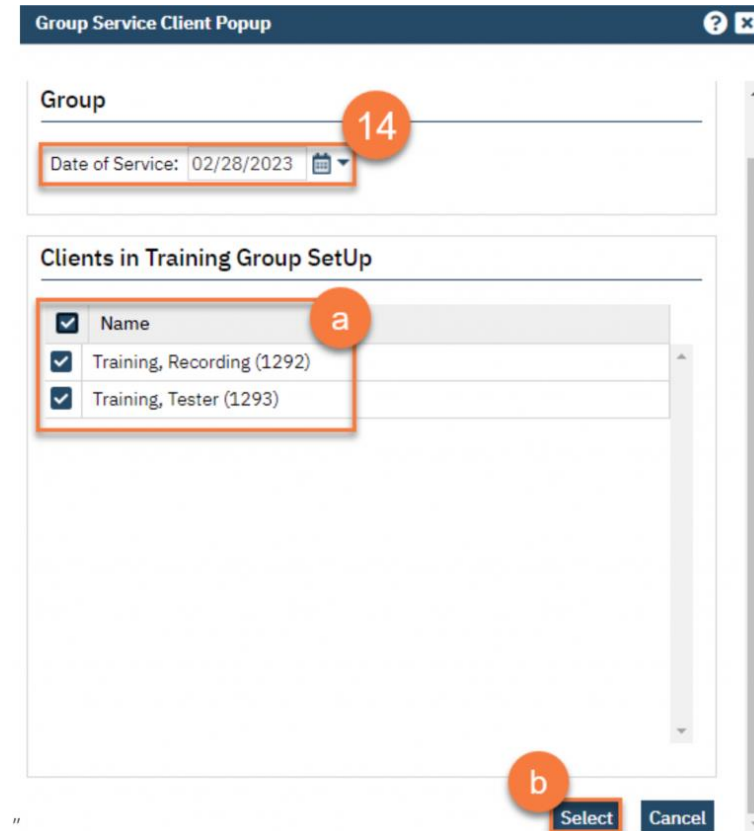 Group Service Client Popup
Group
14
Date of Service: 02/28/2023
Clients in Training Group SetUp
Name
a
Training, Recording (1292)
Training, Tester (1293)
b
" Select Cancel